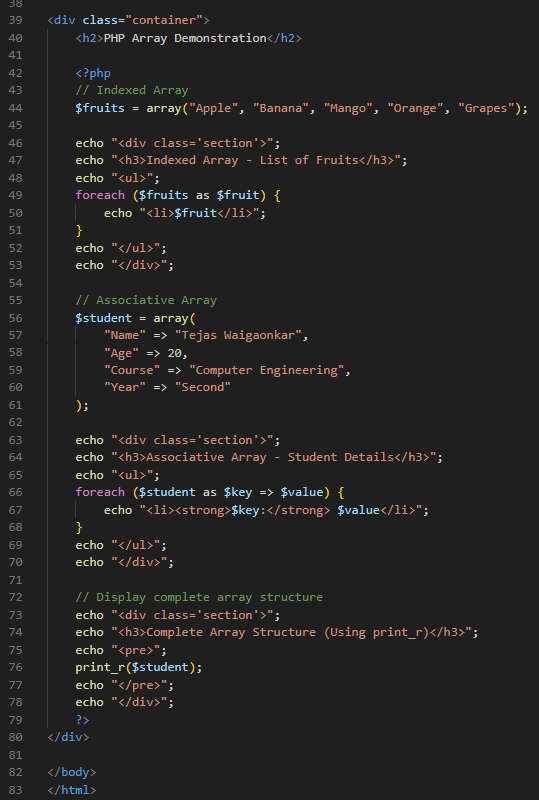 38
39 <div class="container">
40     <h2>PHP Array Demonstration</h2>
41
42     <?php
43     // Indexed Array
44     $fruits = array("Apple", "Banana", "Mango", "Orange", "Grapes");
45
46     echo "<div class='section'>";
47     echo "<h3>Indexed Array - List of Fruits</h3>";
48     echo "<ul>";
49     foreach ($fruits as $fruit) {
50         echo "<li>$fruit</li>";
51     }
52     echo "</ul>";
53     echo "</div>";
54
55     // Associative Array
56     $student = array(
57         "Name" => "Tejas Waigaonkar",
58         "Age" => 20,
59         "Course" => "Computer Engineering",
60         "Year" => "Second"
61     );
62
63     echo "<div class='section'>";
64     echo "<h3>Associative Array - Student Details</h3>";
65     echo "<ul>";
66     foreach ($student as $key => $value) {
67         echo "<li><strong>$key:</strong> $value</li>";
68     }
69     echo "</ul>";
70     echo "</div>";
71
72     // Display complete array structure
73     echo "<div class='section'>";
74     echo "<h3>Complete Array Structure (Using print_r)</h3>";
75     echo "<pre>";
76     print_r($student);
77     echo "</pre>";
78     echo "</div>";
79     ?>
80 </div>
81
82 </body>
83 </html>